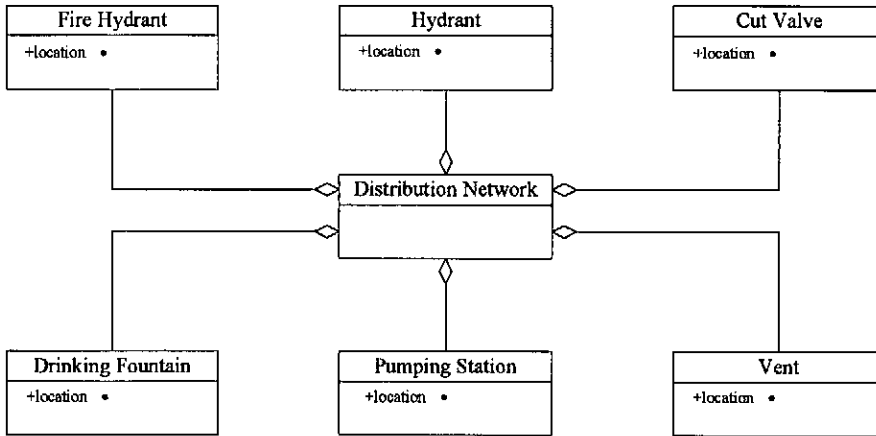 Fire Hydrant
+location •
Hydrant
+location •
Cut Valve
+location •
Distribution Network
Drinking Fountain
+location •
Pumping Station
+location •
Vent
+location •